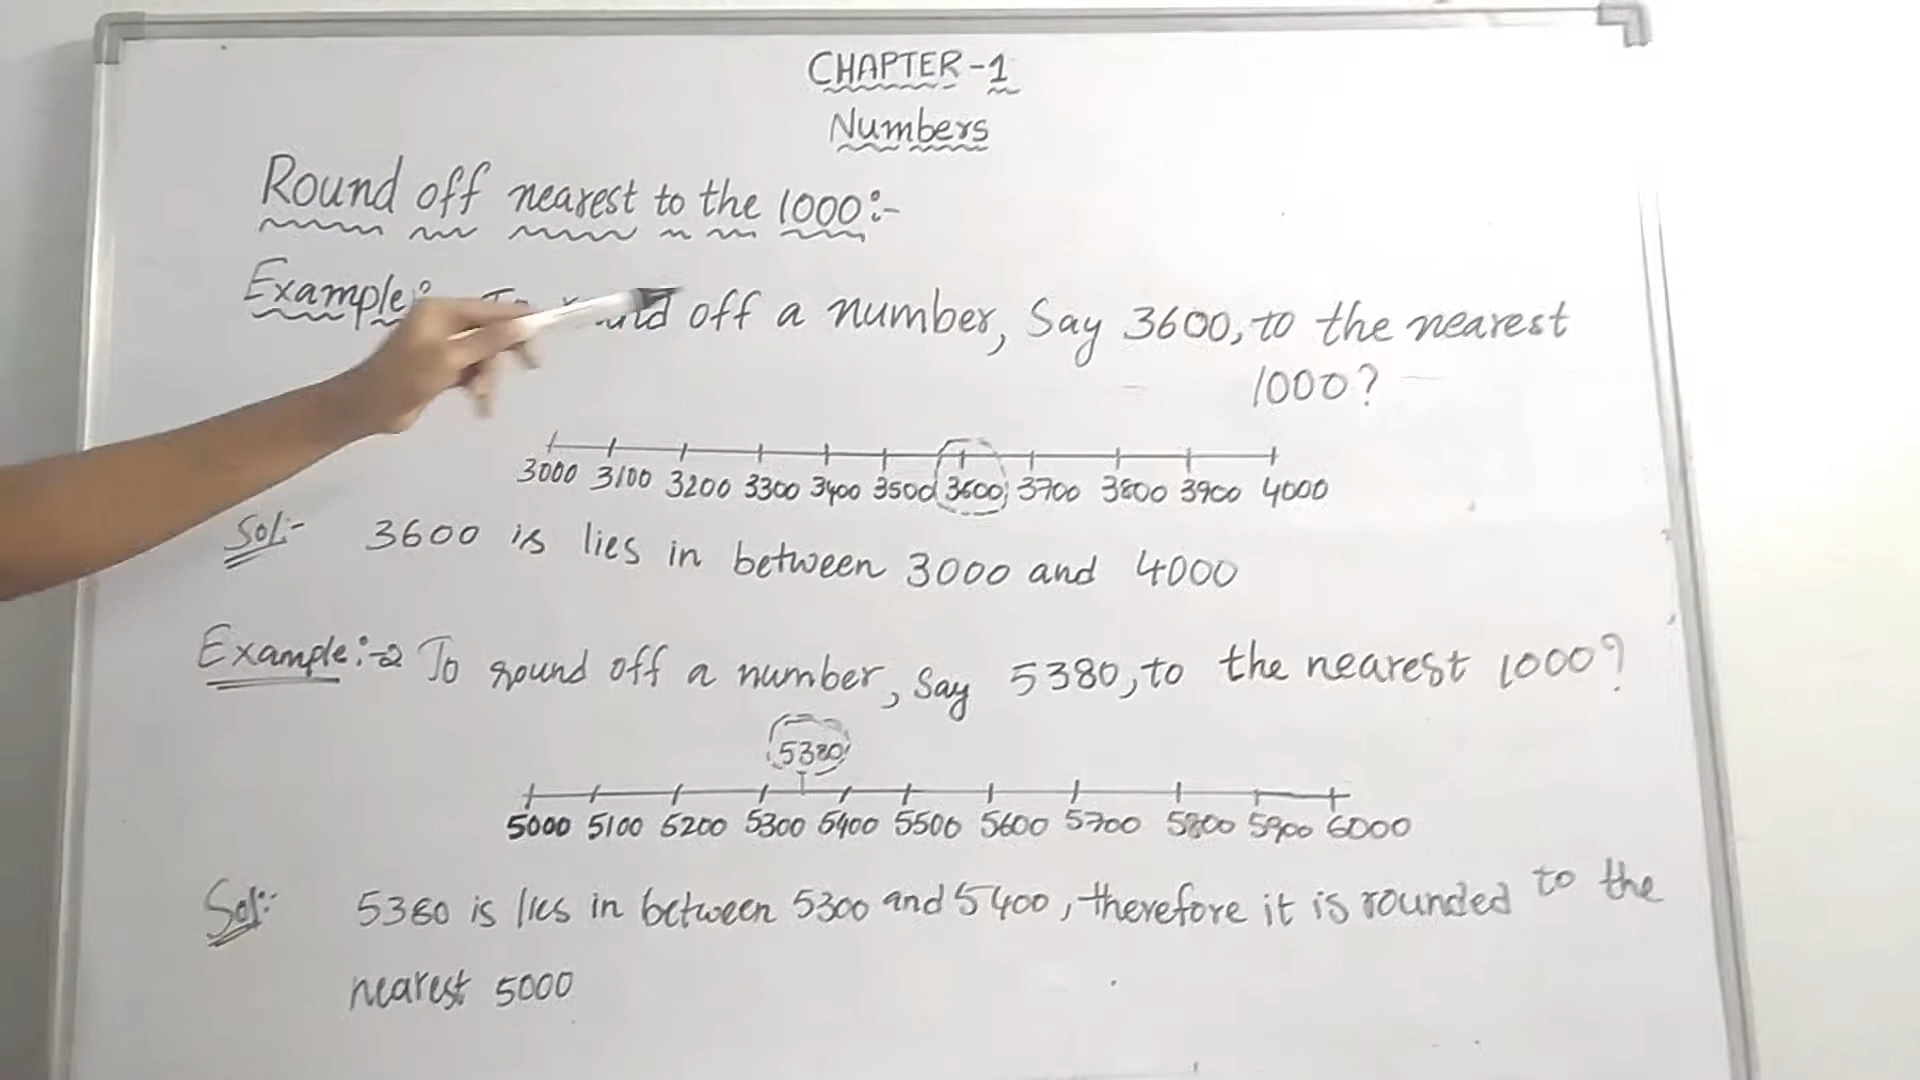 CHAPTER -1
Numbers
Round off nearest to the 1000:-
Example: off a number, Say 3600, to the nearest
1000?
3000 3100 3200 3300 3400 3500 3600 3700 3800 3900 4000
Sol:- 3600 is lies in between 3000 and 4000
Example:-2 To round off a number, Say 5380, to the nearest 1000?
5380
5000 5100 5200 5300 5400 5500 5600 5700 5800 5900 6000
Sol:- 5380 is lies in between 5300 and 5400, therefore it is rounded to the
nearest 5000